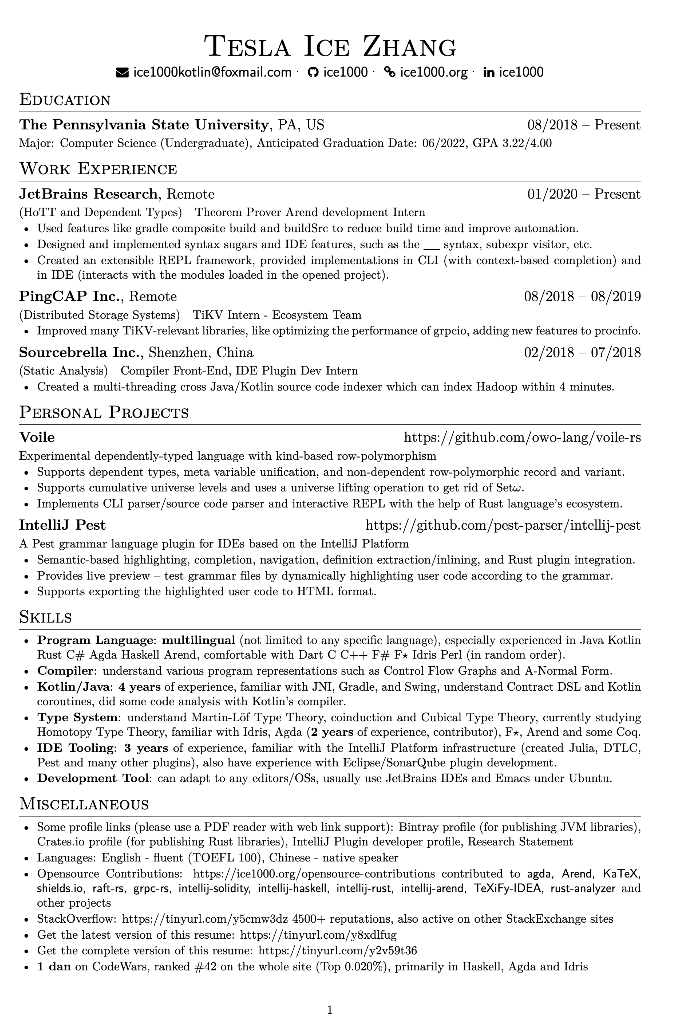 Tesla Ice Zhang
ice1000kotlin@foxmail.com · ice1000 · ice1000.org · ice1000
Education
The Pennsylvania State University, PA, US 08/2018 – Present
Major: Computer Science (Undergraduate), Anticipated Graduation Date: 06/2022, GPA 3.22/4.00
Work Experience
JetBrains Research, Remote 01/2020 – Present
(HoTT and Dependent Types) Theorem Prover Arend development Intern
• Used features like gradle composite build and buildSrc to reduce build time and improve automation.
• Designed and implemented syntax sugars and IDE features, such as the __ syntax, subexpr visitor, etc.
• Created an extensible REPL framework, provided implementations in CLI (with context-based completion) and
in IDE (interacts with the modules loaded in the opened project).
PingCAP Inc., Remote 08/2018 – 08/2019
(Distributed Storage Systems) TiKV Intern - Ecosystem Team
• Improved many TiKV-relevant libraries, like optimizing the performance of grpcio, adding new features to procinfo.
Sourcebrella Inc., Shenzhen, China 02/2018 – 07/2018
(Static Analysis) Compiler Front-End, IDE Plugin Dev Intern
• Created a multi-threading cross Java/Kotlin source code indexer which can index Hadoop within 4 minutes.
Personal Projects
Voile https://github.com/owo-lang/voile-rs
Experimental dependently-typed language with kind-based row-polymorphism
• Supports dependent types, meta variable unification, and non-dependent row-polymorphic record and variant.
• Supports cumulative universe levels and uses a universe lifting operation to get rid of Setω.
• Implements CLI parser/source code parser and interactive REPL with the help of Rust language's ecosystem.
IntelliJ Pest https://github.com/pest-parser/intellij-pest
A Pest grammar language plugin for IDEs based on the IntelliJ Platform
• Semantic-based highlighting, completion, navigation, definition extraction/inlining, and Rust plugin integration.
• Provides live preview – test grammar files by dynamically highlighting user code according to the grammar.
• Supports exporting the highlighted user code to HTML format.
Skills
• Program Language: multilingual (not limited to any specific language), especially experienced in Java Kotlin
Rust C# Agda Haskell Arend, comfortable with Dart C C++ F# F⋆ Idris Perl (in random order).
• Compiler: understand various program representations such as Control Flow Graphs and A-Normal Form.
• Kotlin/Java: 4 years of experience, familiar with JNI, Gradle, and Swing, understand Contract DSL and Kotlin
coroutines, did some code analysis with Kotlin's compiler.
• Type System: understand Martin-Löf Type Theory, coinduction and Cubical Type Theory, currently studying
Homotopy Type Theory, familiar with Idris, Agda (2 years of experience, contributor), F⋆, Arend and some Coq.
• IDE Tooling: 3 years of experience, familiar with the IntelliJ Platform infrastructure (created Julia, DTLC,
Pest and many other plugins), also have experience with Eclipse/SonarQube plugin development.
• Development Tool: can adapt to any editors/OSs, usually use JetBrains IDEs and Emacs under Ubuntu.
Miscellaneous
• Some profile links (please use a PDF reader with web link support): Bintray profile (for publishing JVM libraries),
Crates.io profile (for publishing Rust libraries), IntelliJ Plugin developer profile, Research Statement
• Languages: English - fluent (TOEFL 100), Chinese - native speaker
• Opensource Contributions: https://ice1000.org/opensource-contributions contributed to agda, Arend, KaTeX,
shields.io, raft-rs, grpc-rs, intellij-solidity, intellij-haskell, intellij-rust, intellij-arend, TeXiFy-IDEA, rust-analyzer and
other projects
• StackOverflow: https://tinyurl.com/y5cmw3dz 4500+ reputations, also active on other StackExchange sites
• Get the latest version of this resume: https://tinyurl.com/y8xdlfug
• Get the complete version of this resume: https://tinyurl.com/y2v59t36
• 1 dan on CodeWars, ranked #42 on the whole site (Top 0.020%), primarily in Haskell, Agda and Idris
1